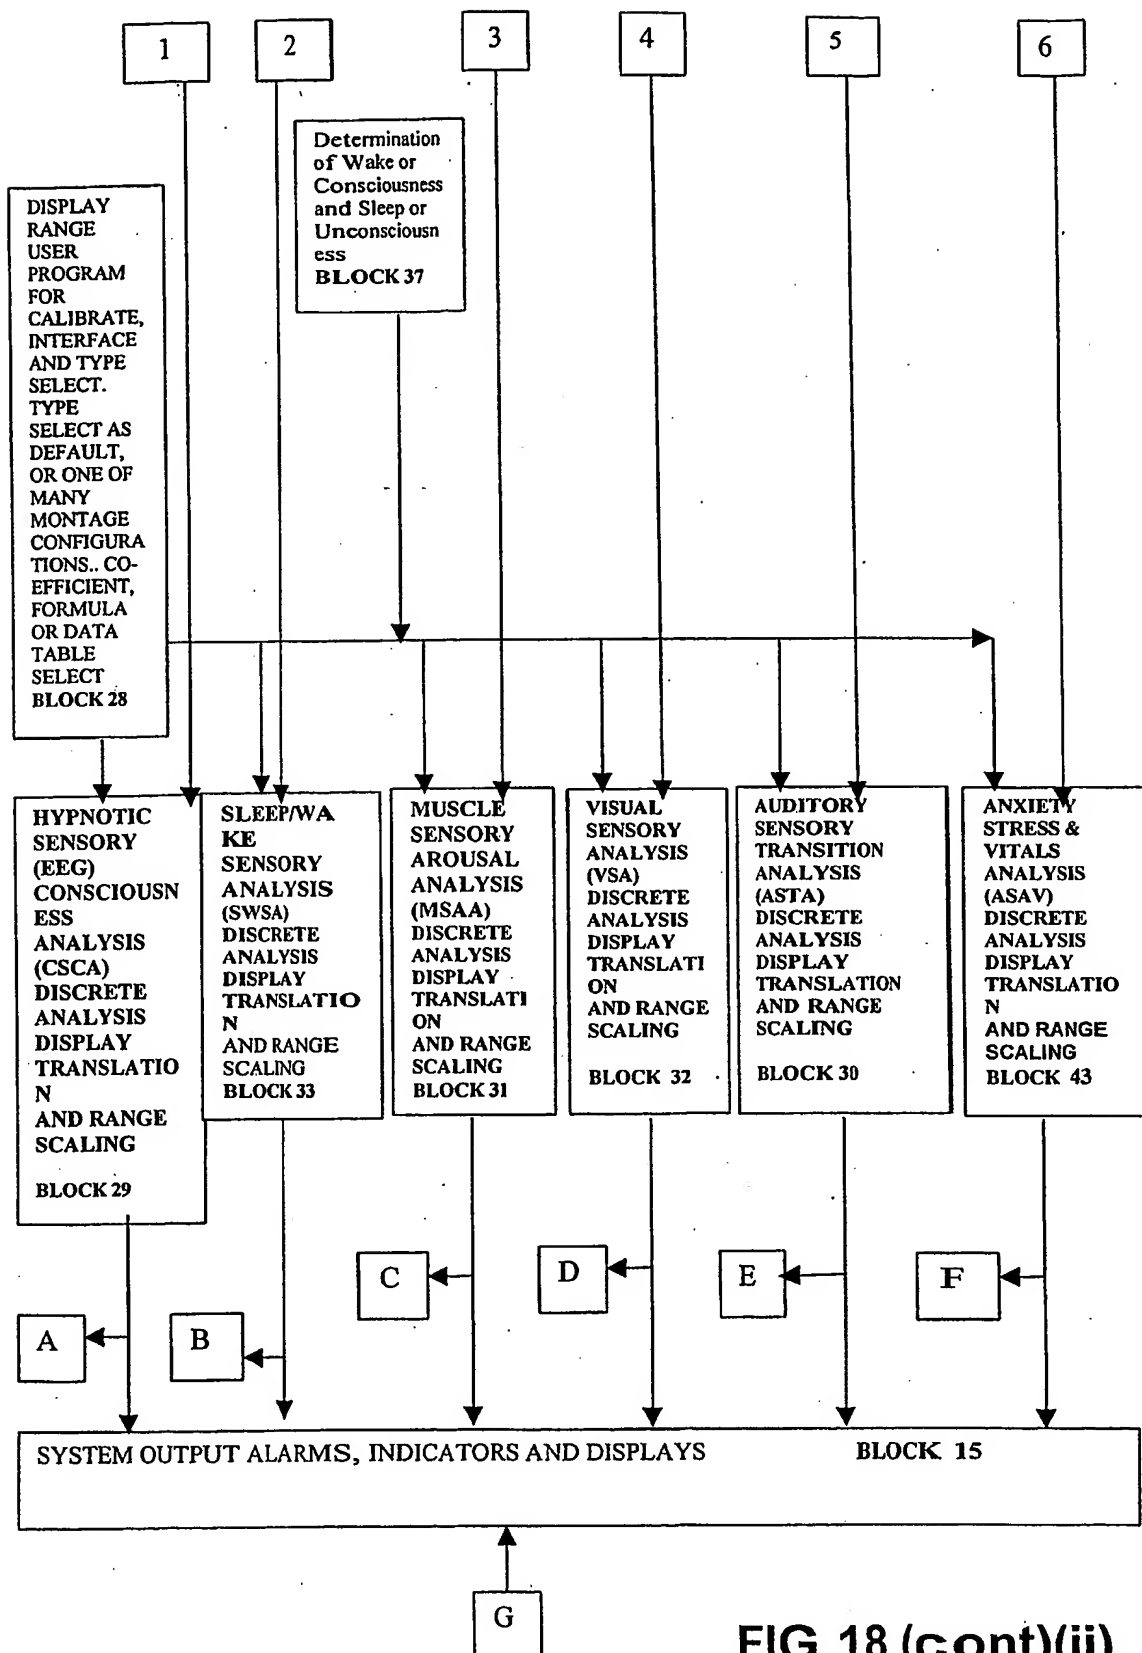 1
2
3
4
5
6
Determination
of Wake or
Consciousness
and Sleep or
Unconsciousn
ess
BLOCK 37
DISPLAY
RANGE
USER
PROGRAM
FOR
CALIBRATE,
INTERFACE
AND TYPE
SELECT.
TYPE
SELECT AS
DEFAULT,
OR ONE OF
MANY
MONTAGE
CONFIGURA
TIONS.. CO-
EFFICIENT,
FORMULA
OR DATA
TABLE
SELECT
BLOCK 28
HYPNOTIC
SENSORY
(EEG)
CONSCIOUSN
ESS
ANALYSIS
(CSCA)
DISCRETE
ANALYSIS
DISPLAY
TRANSLATIO
N
AND RANGE
SCALING
BLOCK 29
SLEEP/WA
KE
SENSORY
ANALYSIS
(SWSA)
DISCRETE
ANALYSIS
DISPLAY
TRANSLATIO
N
AND RANGE
SCALING
BLOCK 33
MUSCLE
SENSORY
AROUSAL
ANALYSIS
(MSAA)
DISCRETE
ANALYSIS
DISPLAY
TRANSLATI
ON
AND RANGE
SCALING
BLOCK 31
VISUAL
SENSORY
ANALYSIS
(VSA)
DISCRETE
ANALYSIS
DISPLAY
TRANSLATI
ON
AND RANGE
SCALING
BLOCK 32
AUDITORY
SENSORY
TRANSITION
ANALYSIS
(ASTA)
DISCRETE
ANALYSIS
DISPLAY
TRANSLATION
AND RANGE
SCALING
BLOCK 30
ANXIETY
STRESS &
VITALS
ANALYSIS
(ASAV)
DISCRETE
ANALYSIS
DISPLAY
TRANSLATIO
N
AND RANGE
SCALING
BLOCK 43
A
B
C
D
E
F
SYSTEM OUTPUT ALARMS, INDICATORS AND DISPLAYS BLOCK 15
G
FIG 18 (cont)(ii)